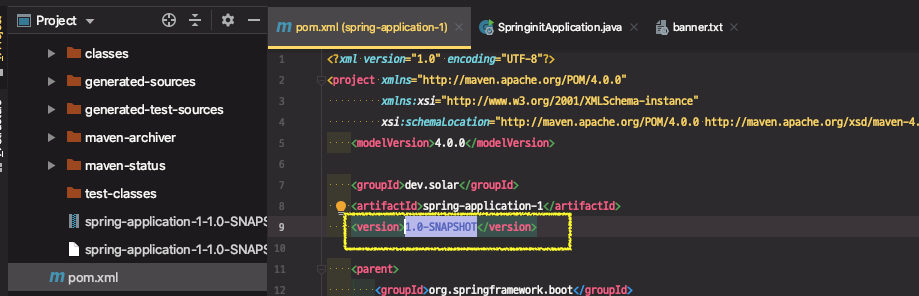 Project
pom.xml (spring-application-1)
SpringinitApplication.java
banner.txt
classes
generated-sources
generated-test-sources
maven-archiver
maven-status
test-classes
spring-application-1-1.0-SNAPS
spring-application-1-1.0-SNAPS
pom.xml
1 <?xml version="1.0" encoding="UTF-8"?>
2 <project xmlns="http://maven.apache.org/POM/4.0.0"
3 xmlns:xsi="http://www.w3.org/2001/XMLSchema-instance"
4 xsi:schemaLocation="http://maven.apache.org/POM/4.0.0 http://maven.apache.org/xsd/maven-4.
5 <modelVersion>4.0.0</modelVersion>
6
7 <groupId>dev.solar</groupId>
8 <artifactId>spring-application-1</artifactId>
9 <version>1.0-SNAPSHOT</version>
10
11 <parent>
12 <groupId>org.springframework.boot</groupId>